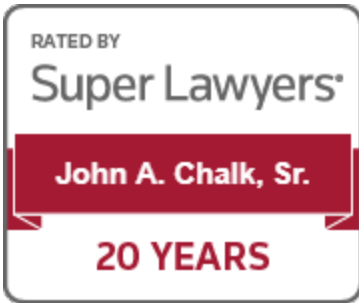 RATED BY
Super Lawyers®
John A. Chalk, Sr.
20 YEARS